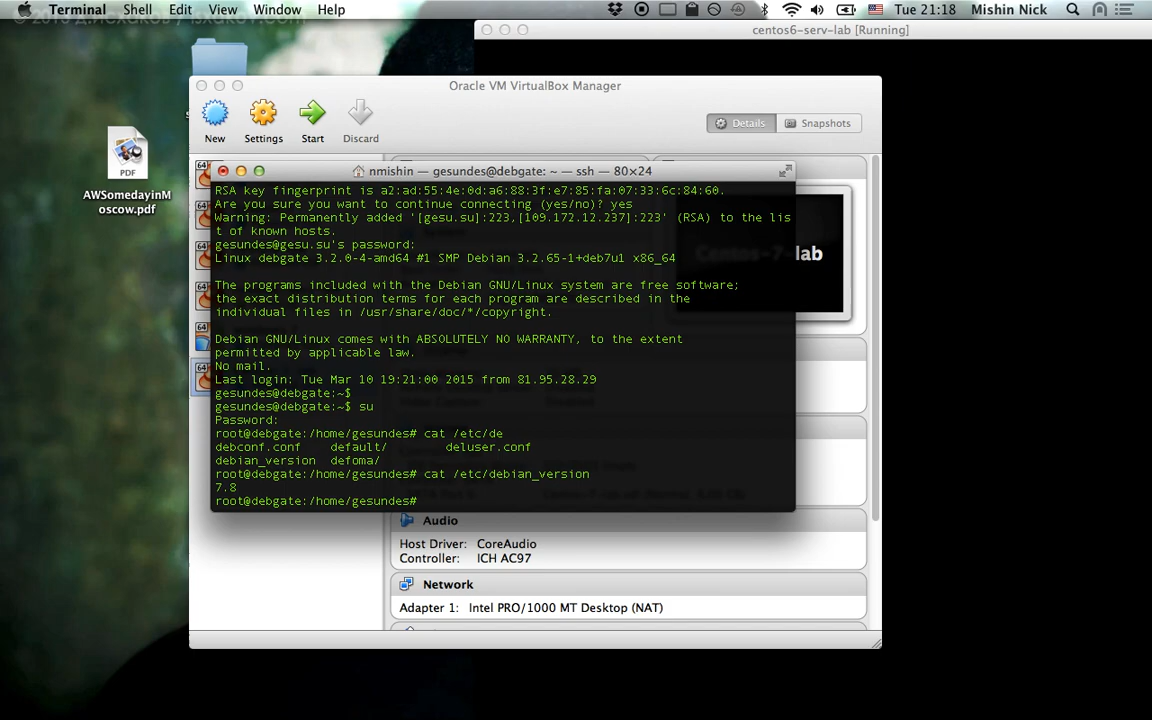 Terminal Shell Edit View Window Help
Tue 21:18 Mishin Nick
centos6-serv-lab [Running]
Oracle VM VirtualBox Manager
New Settings Start Discard
Details Snapshots
PDF
AWSomedayinM
oscow.pdf
64
nmishin — gesundes@debgate: ~ — ssh — 80×24
RSA key fingerprint is a2:ad:55:4e:0d:a6:88:3f:e7:85:fa:07:33:6c:84:60.
Are you sure you want to continue connecting (yes/no)? yes
Warning: Permanently added '[gesu.su]:223,[109.172.12.237]:223' (RSA) to the lis
t of known hosts.
gesundes@gesu.su's password:
Linux debgate 3.2.0-4-amd64 #1 SMP Debian 3.2.65-1+deb7u1 x86_64
The programs included with the Debian GNU/Linux system are free software;
the exact distribution terms for each program are described in the
individual files in /usr/share/doc/*/copyright.
Debian GNU/Linux comes with ABSOLUTELY NO WARRANTY, to the extent
permitted by applicable law.
No mail.
Last login: Tue Mar 10 19:21:00 2015 from 81.95.28.29
gesundes@debgate:~$
gesundes@debgate:~$ su
Password:
root@debgate:/home/gesundes# cat /etc/de
debconf.conf default/ deluser.conf
debian_version defoma/
root@debgate:/home/gesundes# cat /etc/debian_version
7.8
root@debgate:/home/gesundes#
Centos-7-lab
Audio
Host Driver: CoreAudio
Controller: ICH AC97
Network
Adapter 1: Intel PRO/1000 MT Desktop (NAT)